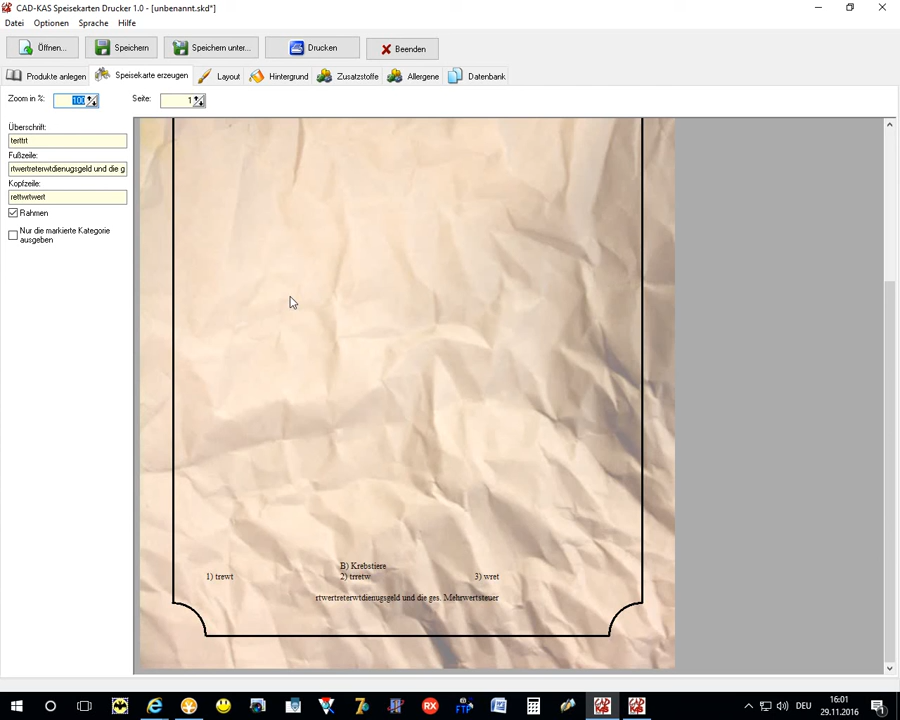 CAD-KAS Speisekarten Drucker 1.0 - [unbenannt.skd*]
Datei Optionen Sprache Hilfe
Öffnen... Speichern Speichern unter... Drucken Beenden
Produkte anlegen Speisekarte erzeugen Layout Hintergrund Zusatzstoffe Allergene Datenbank
Zoom in %: 100 Seite: 1
Überschrift:
terttrt
Fußzeile:
rtwertreterwtdienugsgeld und die g
Kopfzeile:
rettwrtwert
Rahmen
Nur die markierte Kategorie
ausgeben
B) Krebstiere
1) trewt 2) trretw 3) wret
rtwertreterwtdienugsgeld und die ges. Mehrwertsteuer
DEU 16:01
29.11.2016